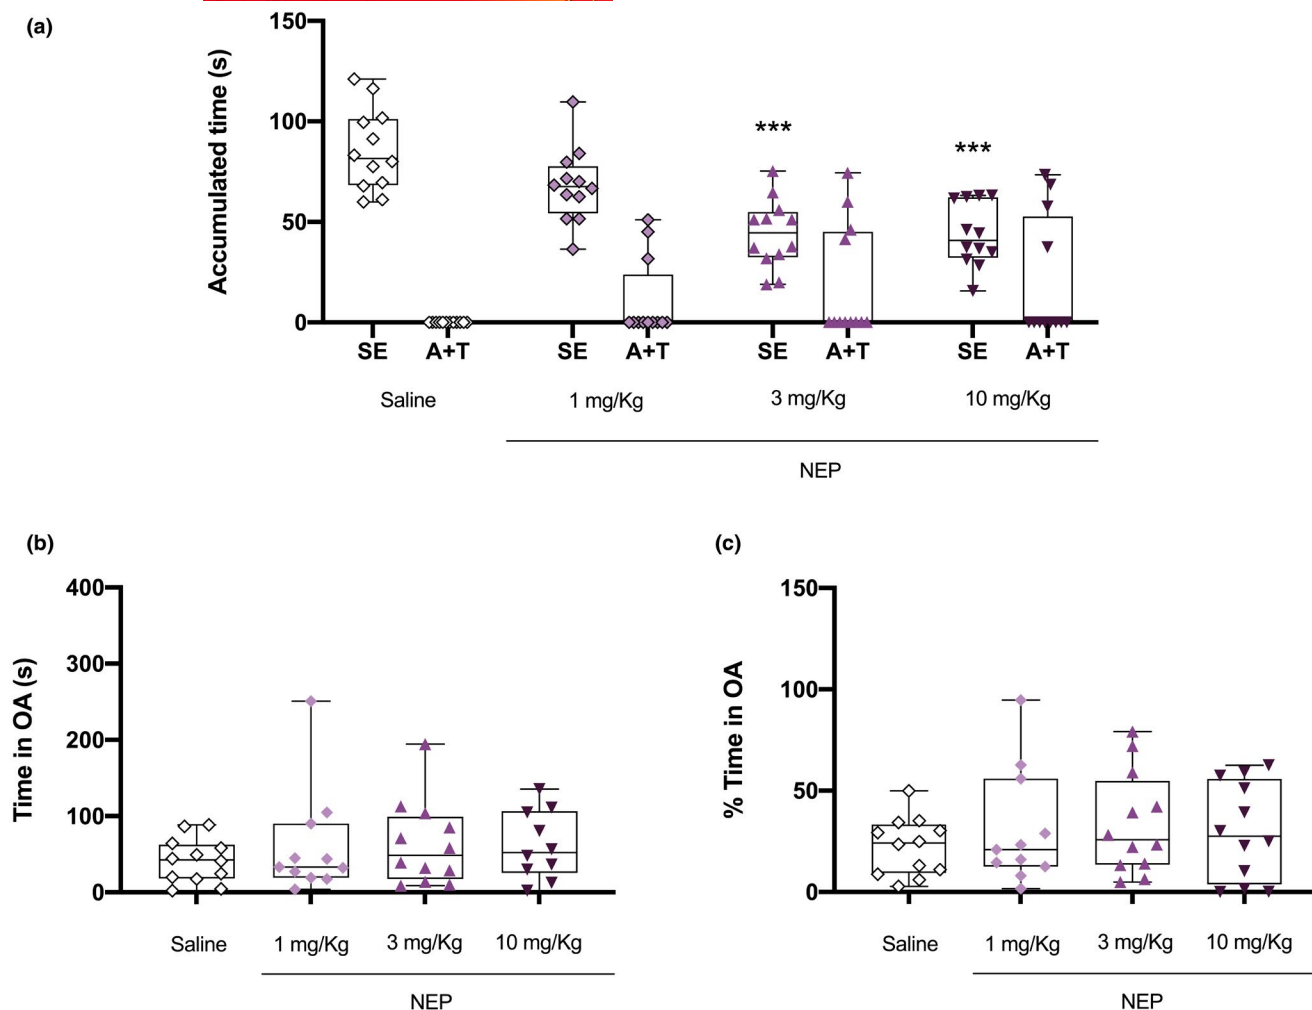 (a)
Accumulated time (s)
150
100
50
0
***
***
SE A+T SE A+T SE A+T SE A+T
Saline 1 mg/Kg 3 mg/Kg 10 mg/Kg
NEP
(b)
Time in OA (s)
400
300
200
100
0
Saline 1 mg/Kg 3 mg/Kg 10 mg/Kg
NEP
(c)
% Time in OA
150
100
50
0
Saline 1 mg/Kg 3 mg/Kg 10 mg/Kg
NEP